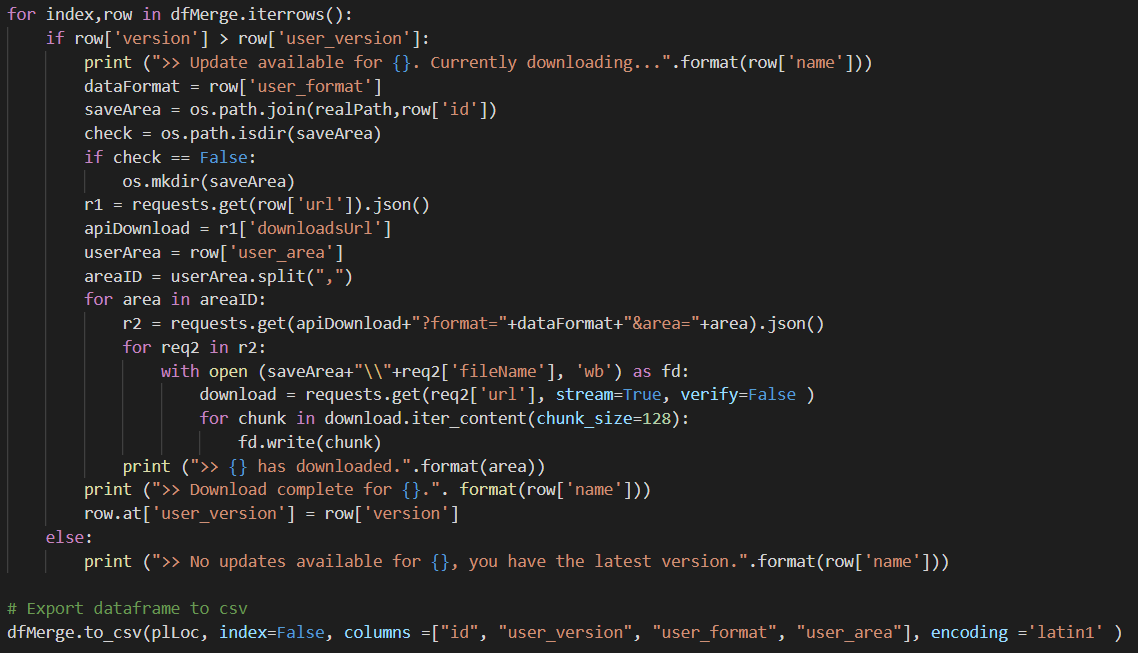 for index,row in dfMerge.iterrows():
    if row['version'] > row['user_version']:
        print (">> Update available for {}. Currently downloading...".format(row['name']))
        dataFormat = row['user_format']
        saveArea = os.path.join(realPath,row['id'])
        check = os.path.isdir(saveArea)
        if check == False:
            os.mkdir(saveArea)
        r1 = requests.get(row['url']).json()
        apiDownload = r1['downloadsUrl']
        userArea = row['user_area']
        areaID = userArea.split(",")
        for area in areaID:
            r2 = requests.get(apiDownload+"?format="+dataFormat+"&area="+area).json()
            for req2 in r2:
                with open (saveArea+"\\"+req2['fileName'], 'wb') as fd:
                    download = requests.get(req2['url'], stream=True, verify=False )
                    for chunk in download.iter_content(chunk_size=128):
                        fd.write(chunk)
            print (">> {} has downloaded.".format(area))
        print (">> Download complete for {}.". format(row['name']))
        row.at['user_version'] = row['version']
    else:
        print (">> No updates available for {}, you have the latest version.".format(row['name']))

# Export dataframe to csv
dfMerge.to_csv(plLoc, index=False, columns =["id", "user_version", "user_format", "user_area"], encoding ='latin1' )